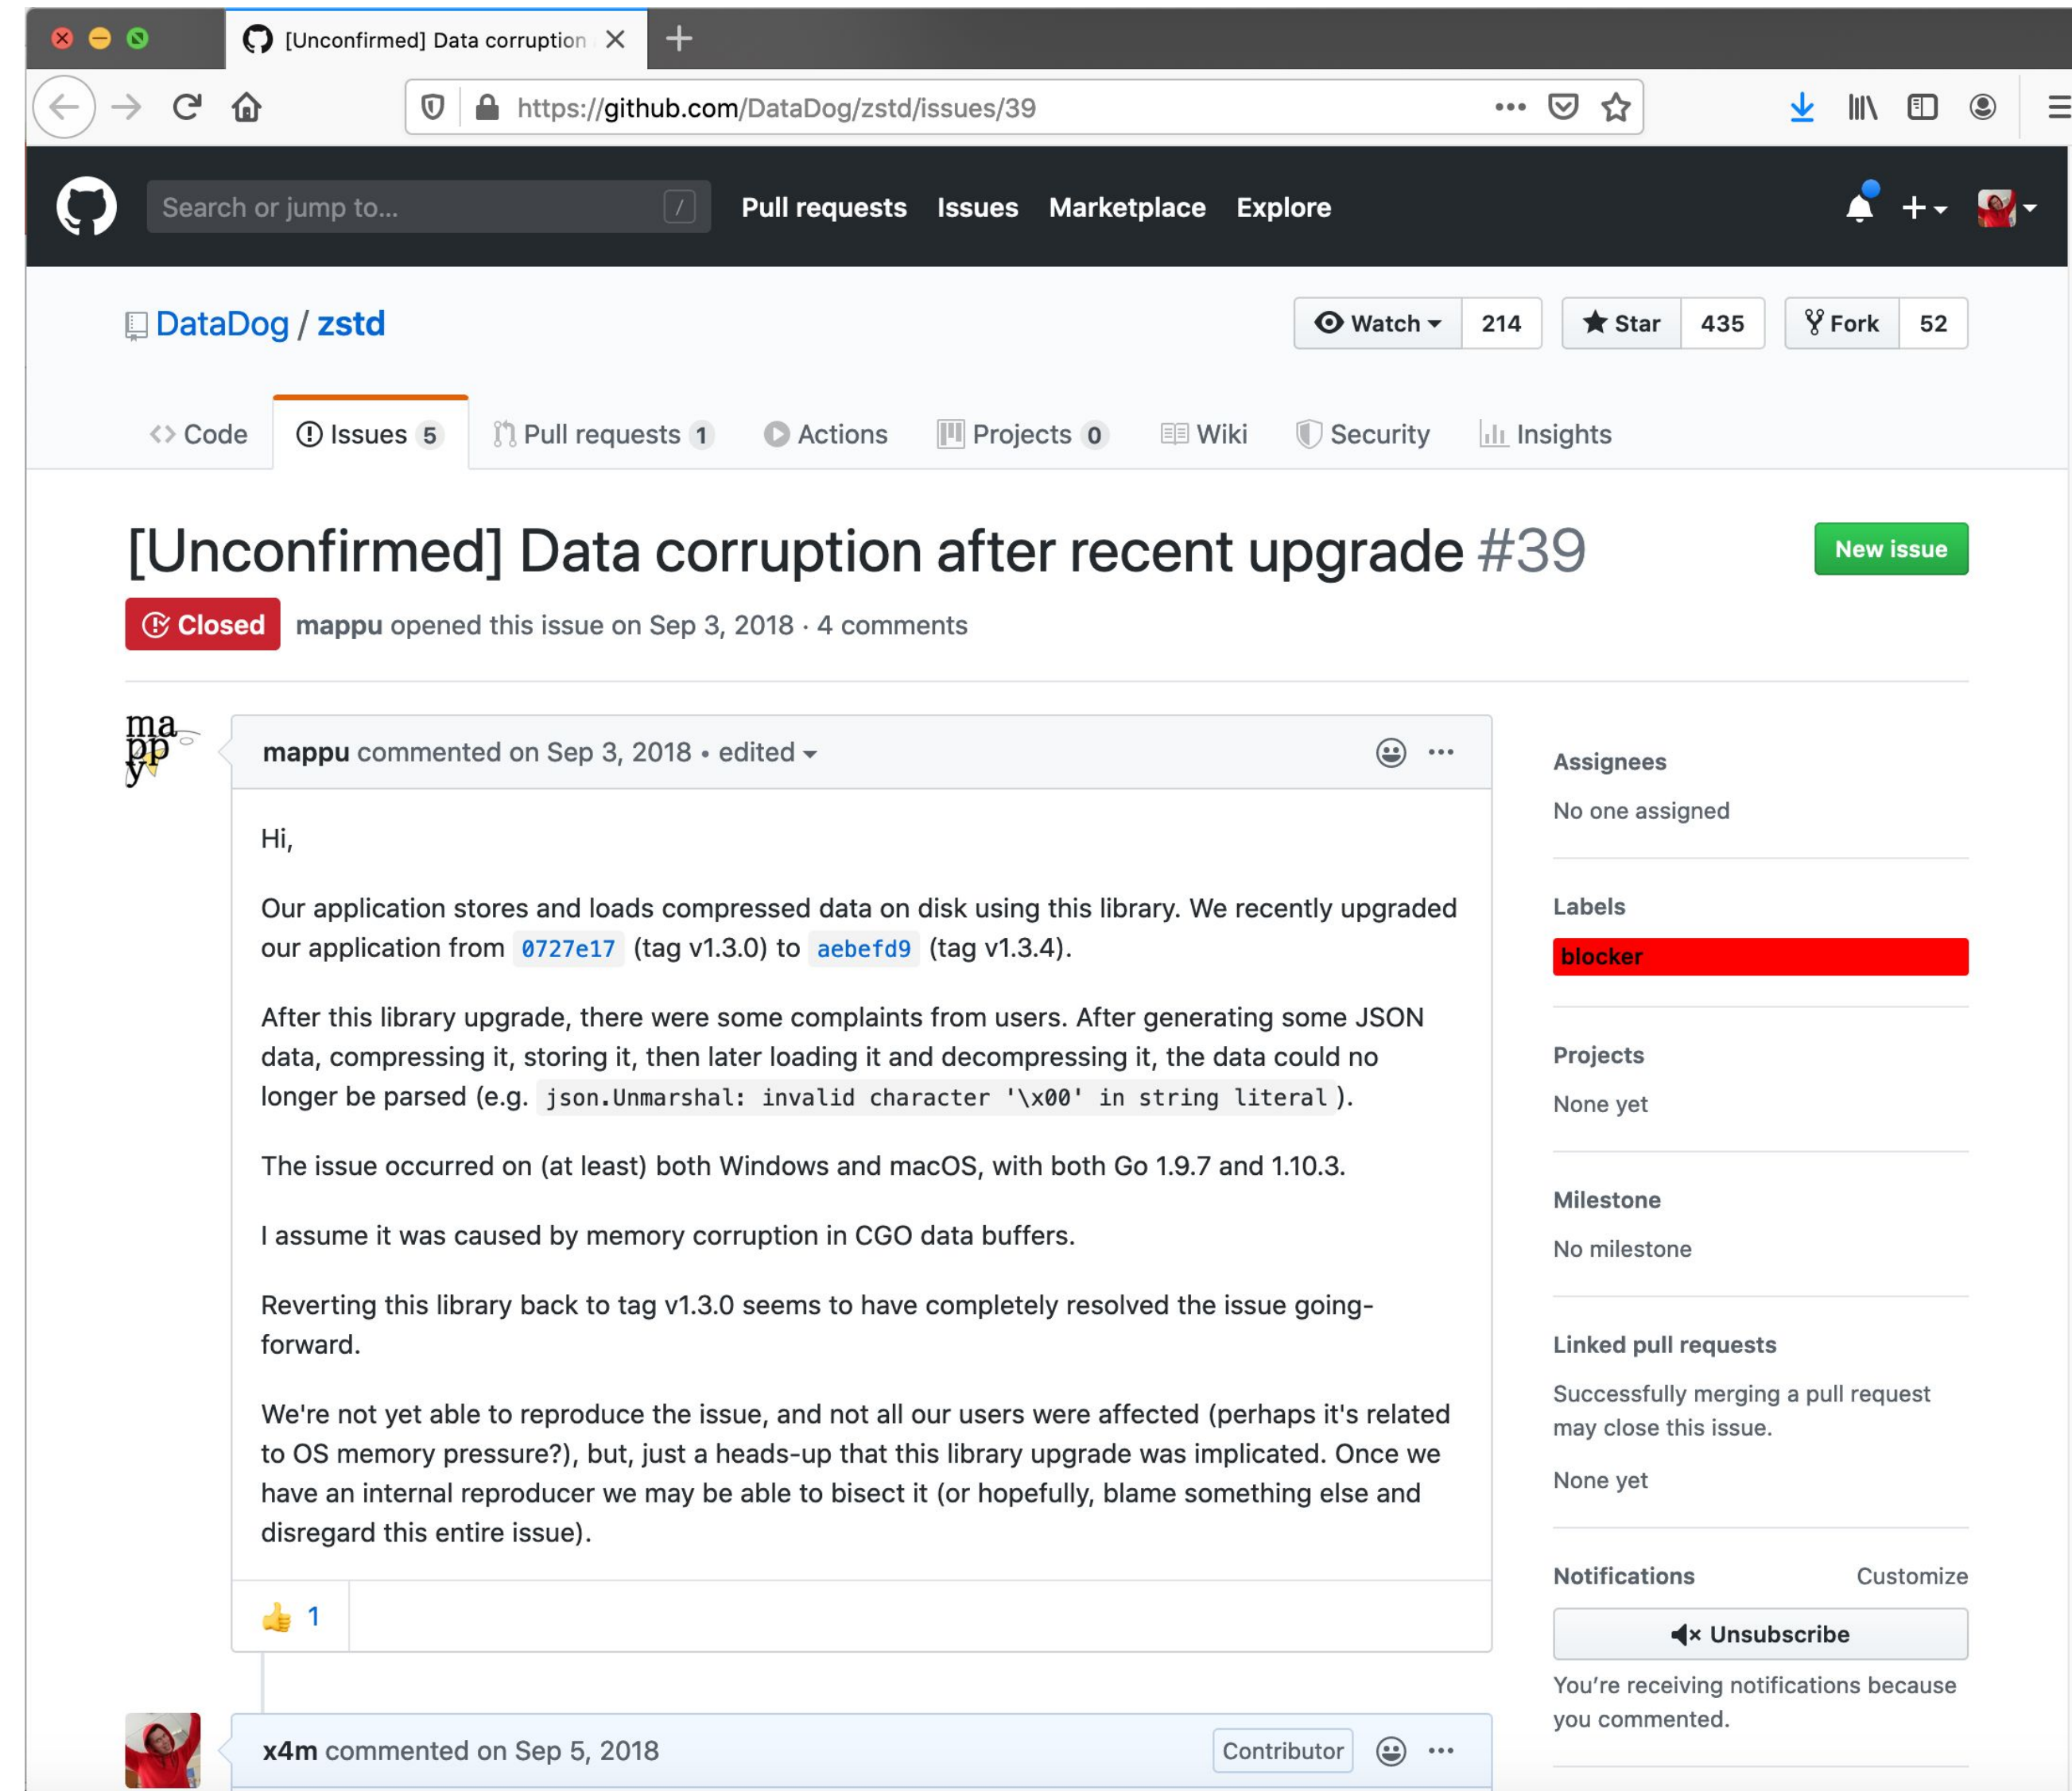 [Unconfirmed] Data corruption
https://github.com/DataDog/zstd/issues/39
Search or jump to...
/
Pull requests Issues Marketplace Explore
DataDog / zstd
Watch 214
Star 435
Fork 52
Code
Issues 5
Pull requests 1
Actions
Projects 0
Wiki
Security
Insights
[Unconfirmed] Data corruption after recent upgrade #39
New issue
Closed
mappu opened this issue on Sep 3, 2018 · 4 comments
ma
pp
y
mappu commented on Sep 3, 2018 • edited
Hi,
Our application stores and loads compressed data on disk using this library. We recently upgraded
our application from 0727e17 (tag v1.3.0) to aebefd9 (tag v1.3.4).
After this library upgrade, there were some complaints from users. After generating some JSON
data, compressing it, storing it, then later loading it and decompressing it, the data could no
longer be parsed (e.g. json.Unmarshal: invalid character '\x00' in string literal).
The issue occurred on (at least) both Windows and macOS, with both Go 1.9.7 and 1.10.3.
I assume it was caused by memory corruption in CGO data buffers.
Reverting this library back to tag v1.3.0 seems to have completely resolved the issue going-
forward.
We're not yet able to reproduce the issue, and not all our users were affected (perhaps it's related
to OS memory pressure?), but, just a heads-up that this library upgrade was implicated. Once we
have an internal reproducer we may be able to bisect it (or hopefully, blame something else and
disregard this entire issue).
1
x4m commented on Sep 5, 2018
Contributor
Assignees
No one assigned
Labels
blocker
Projects
None yet
Milestone
No milestone
Linked pull requests
Successfully merging a pull request
may close this issue.
None yet
Notifications
Customize
Unsubscribe
You're receiving notifications because
you commented.